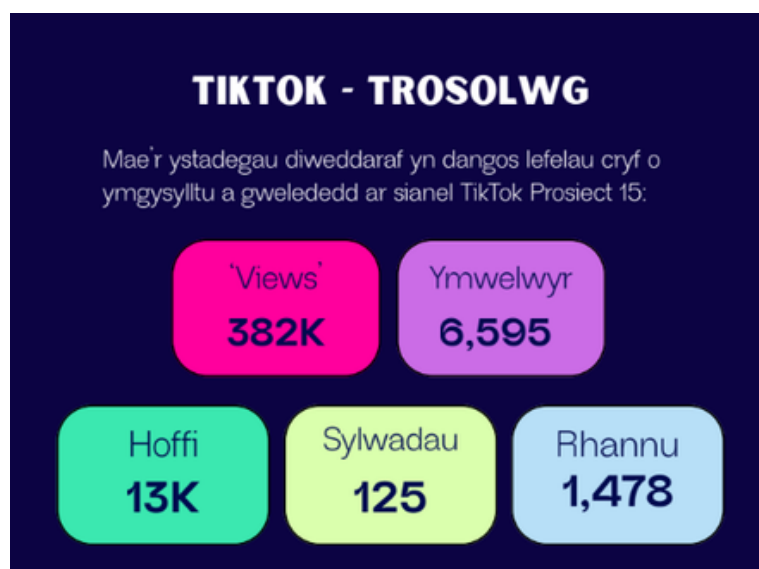 TIKTOK - TROSOLWG
Mae'r ystadegau diweddaraf yn dangos lefelau cryf o
ymgysylltu a gwelededd ar sianel TikTok Prosiect 15:
'Views'
382K
Ymwelwyr
6,595
Hoffi
13K
Sylwadau
125
Rhannu
1,478